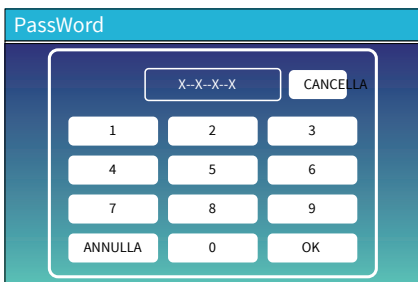 PassWord
X--X--X--X CANCELLA
1 2 3
4 5 6
7 8 9
ANNULLA 0 OK